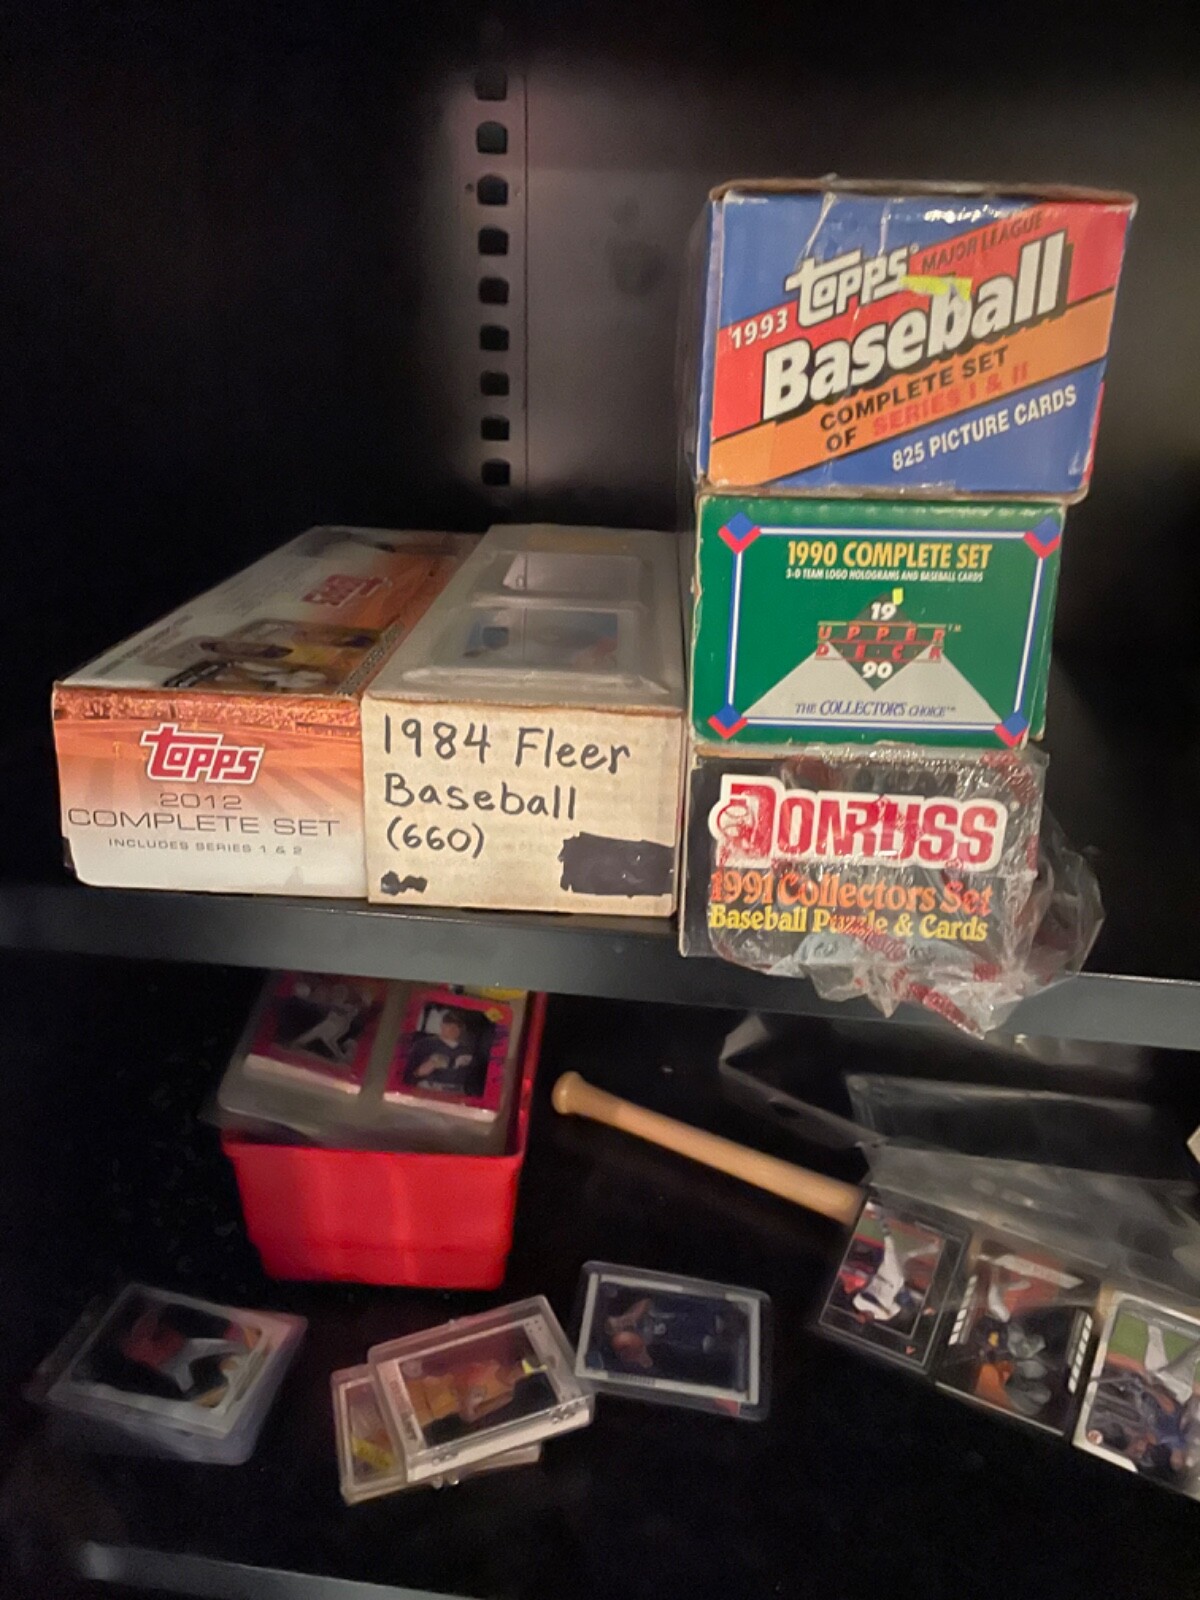 1993 Topps MAJOR LEAGUE
Baseball
COMPLETE SET
OF SERIES I & II
825 PICTURE CARDS
1990 COMPLETE SET
3-D TEAM LOGO HOLOGRAMS AND BASEBALL CARDS
19
UPPER
DECK
90
THE COLLECTOR'S CHOICE™
DONRUSS
1991 Collectors Set
Baseball Puzzle & Cards
topps
2012
COMPLETE SET
INCLUDES SERIES 1 & 2
1984 Fleer
Baseball
(660)